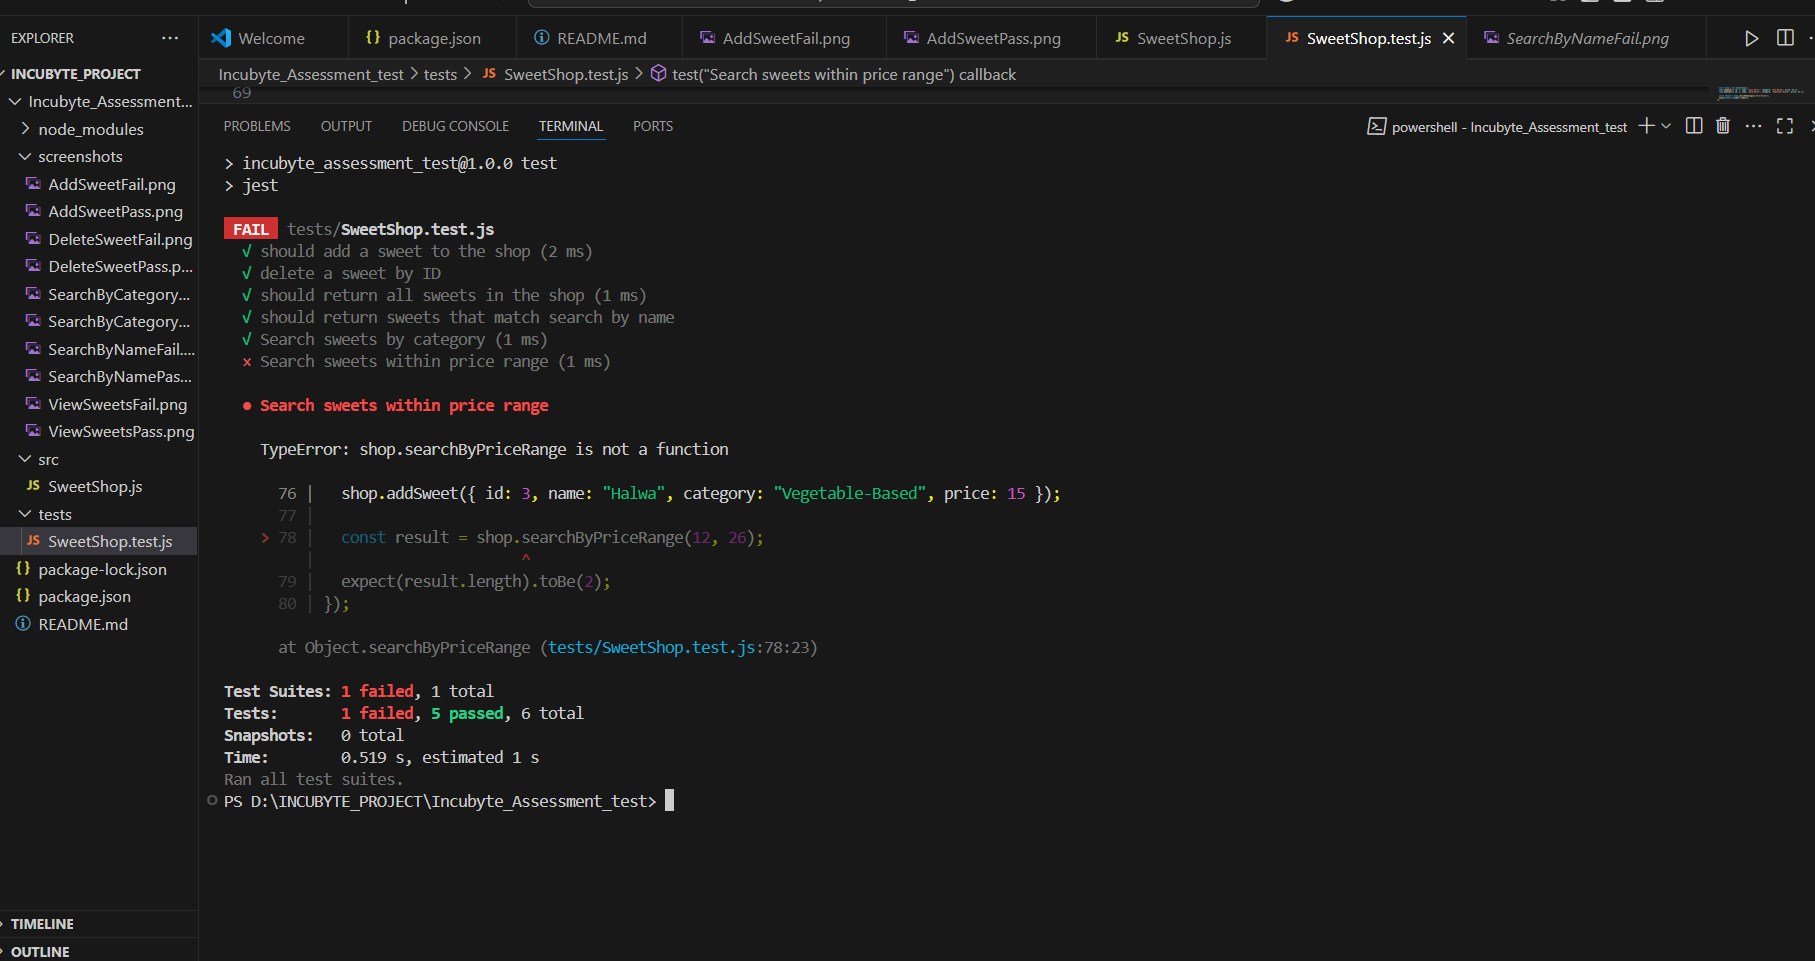 EXPLORER
INCUBYTE_PROJECT
Incubyte_Assessment...
node_modules
screenshots
AddSweetFail.png
AddSweetPass.png
DeleteSweetFail.png
DeleteSweetPass.p...
SearchByCategory...
SearchByCategory...
SearchByNameFail....
SearchByNamePas...
ViewSweetsFail.png
ViewSweetsPass.png
src
JS SweetShop.js
tests
JS SweetShop.test.js
{} package-lock.json
{} package.json
README.md
TIMELINE
OUTLINE
Welcome
{} package.json
README.md
AddSweetFail.png
AddSweetPass.png
JS SweetShop.js
JS SweetShop.test.js
SearchByNameFail.png
Incubyte_Assessment_test > tests > JS SweetShop.test.js > test("Search sweets within price range") callback
69
PROBLEMS OUTPUT DEBUG CONSOLE TERMINAL PORTS
powershell - Incubyte_Assessment_test
> incubyte_assessment_test@1.0.0 test
> jest
FAIL tests/SweetShop.test.js
√ should add a sweet to the shop (2 ms)
√ delete a sweet by ID
√ should return all sweets in the shop (1 ms)
√ should return sweets that match search by name
√ Search sweets by category (1 ms)
× Search sweets within price range (1 ms)
● Search sweets within price range
TypeError: shop.searchByPriceRange is not a function
76 | shop.addSweet({ id: 3, name: "Halwa", category: "Vegetable-Based", price: 15 });
77 |
> 78 | const result = shop.searchByPriceRange(12, 26);
| ^
79 | expect(result.length).toBe(2);
80 | });
at Object.searchByPriceRange (tests/SweetShop.test.js:78:23)
Test Suites: 1 failed, 1 total
Tests: 1 failed, 5 passed, 6 total
Snapshots: 0 total
Time: 0.519 s, estimated 1 s
Ran all test suites.
PS D:\INCUBYTE_PROJECT\Incubyte_Assessment_test>